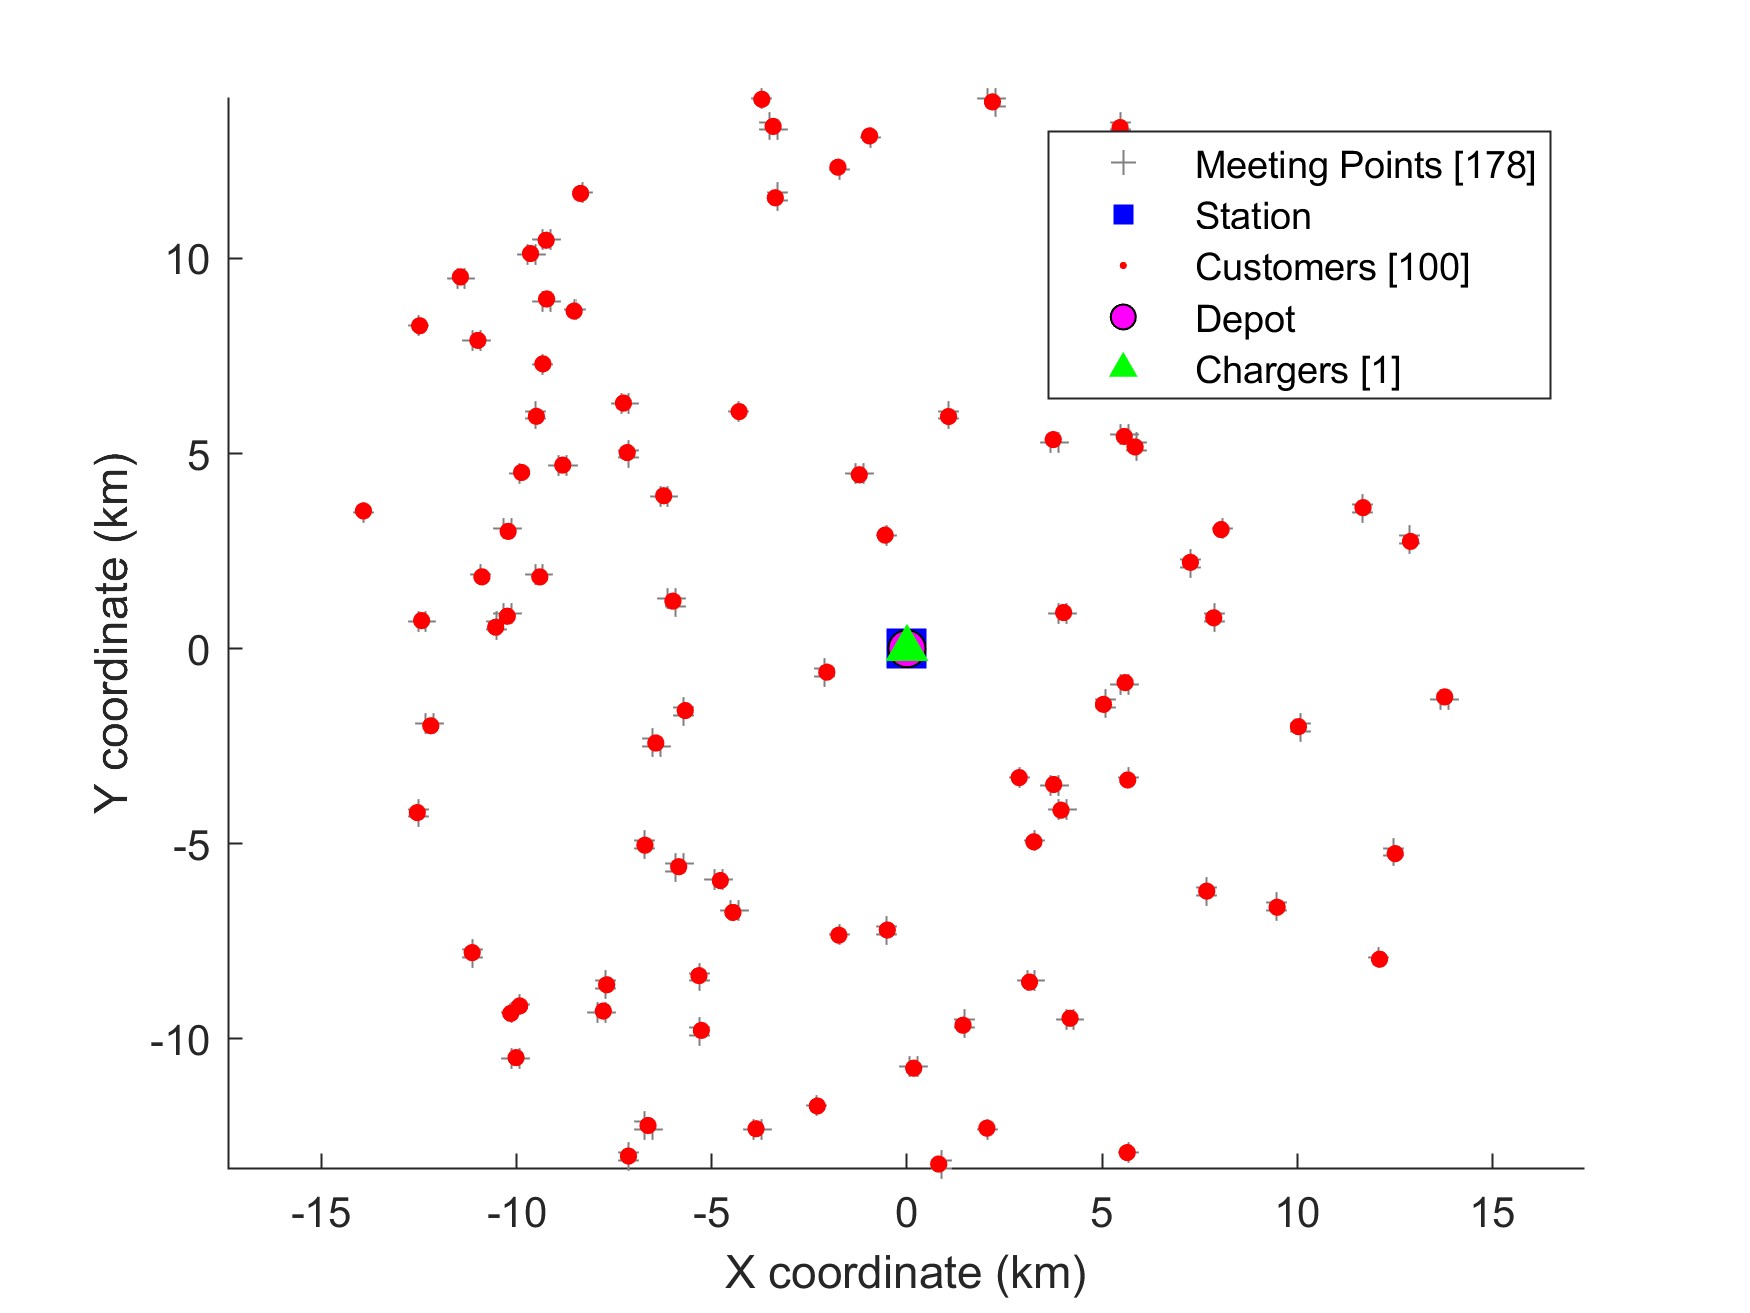 Meeting Points [178]
Station
Customers [100]
Depot
Chargers [1]
10
5
0
-5
-10
Y coordinate (km)
-15 -10 -5 0 5 10 15
X coordinate (km)